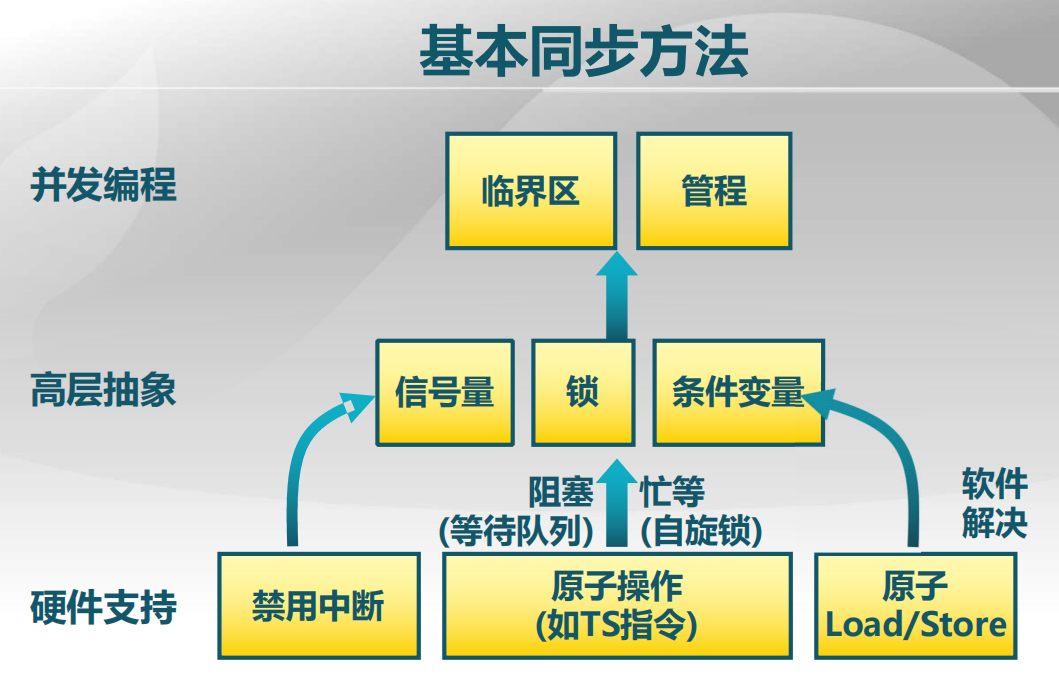 基本同步方法
并发编程
临界区
管程
高层抽象
信号量
锁
条件变量
阻塞
(等待队列)
忙等
(自旋锁)
软件
解决
硬件支持
禁用中断
原子操作
(如TS指令)
原子
Load/Store